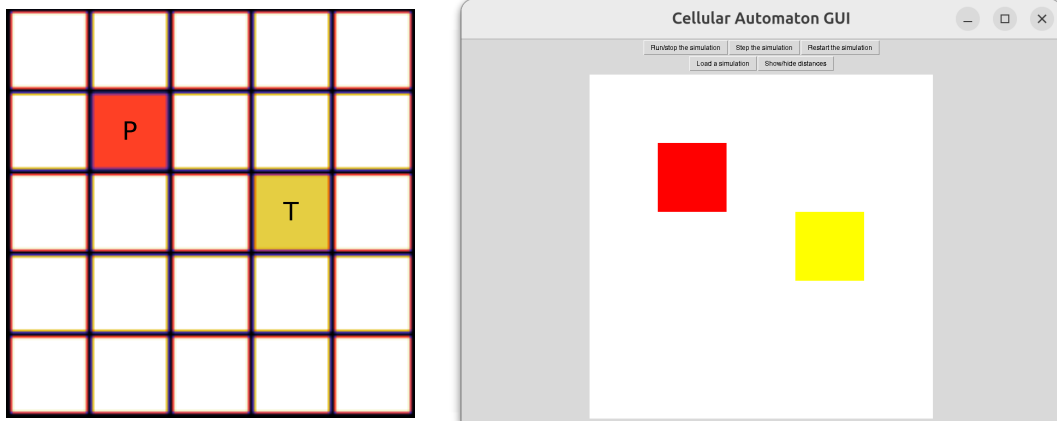 P
T
Cellular Automaton GUI
Run/stop the simulation Step the simulation Restart the simulation
Load a simulation Show/hide distances